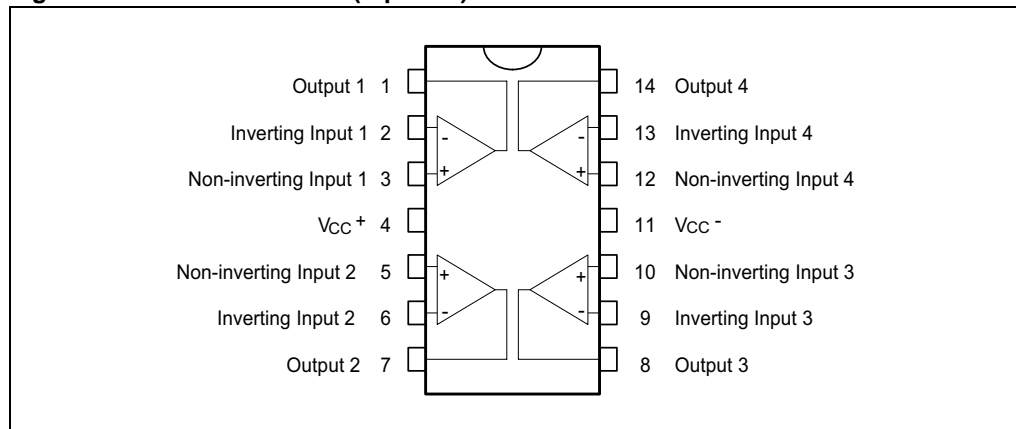 Output 1 1
Inverting Input 1 2
Non-inverting Input 1 3
VCC + 4
Non-inverting Input 2 5
Inverting Input 2 6
Output 2 7
14 Output 4
13 Inverting Input 4
12 Non-inverting Input 4
11 VCC -
10 Non-inverting Input 3
9 Inverting Input 3
8 Output 3
-
+
-
+
+
-
+
-